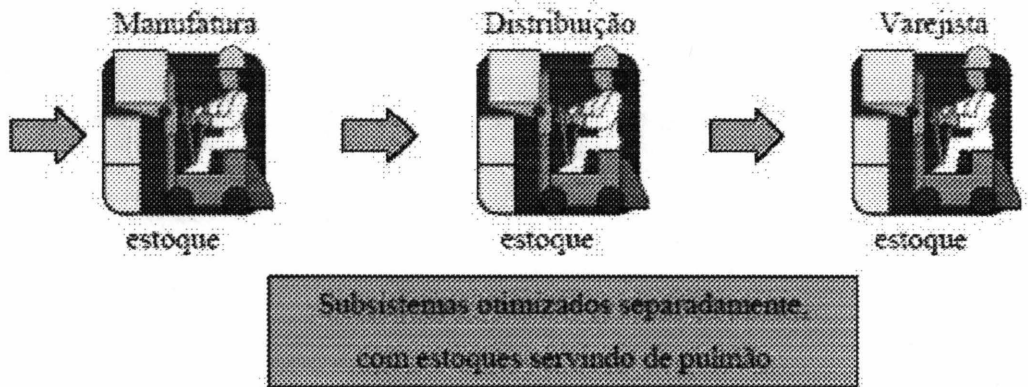 Manufatura
Distribuição
Varejista
estoque
estoque
estoque
Subsistemas otimizados separadamente,
com estoques servindo de pulmão